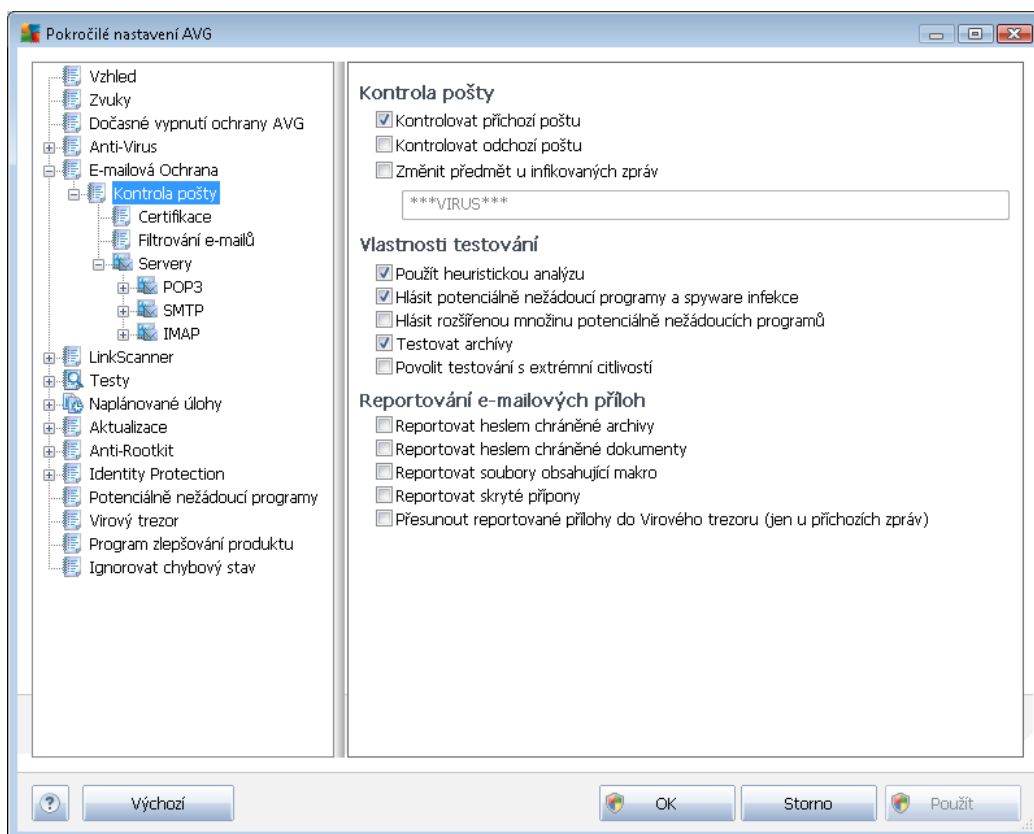 Pokročilé nastavení AVG
Vzhled
Zvuky
Dočasné vypnutí ochrany AVG
Anti-Virus
E-mailová Ochrana
Kontrola pošty
Certifikace
Filtrování e-mailů
Servery
POP3
SMTP
IMAP
LinkScanner
Testy
Naplánované úlohy
Aktualizace
Anti-Rootkit
Identity Protection
Potenciálně nežádoucí programy
Virový trezor
Program zlepšování produktu
Ignorovat chybový stav
Kontrola pošty
Kontrolovat příchozí poštu
Kontrolovat odchozí poštu
Změnit předmět u infikovaných zpráv
***VIRUS***
Vlastnosti testování
Použít heuristickou analýzu
Hlásit potenciálně nežádoucí programy a spyware infekce
Hlásit rozšířenou množinu potenciálně nežádoucích programů
Testovat archívy
Povolit testování s extrémní citlivostí
Reportování e-mailových příloh
Reportovat heslem chráněné archivy
Reportovat heslem chráněné dokumenty
Reportovat soubory obsahující makro
Reportovat skryté přípony
Přesunout reportované přílohy do Virového trezoru (jen u příchozích zpráv)
? Výchozí OK Storno Použít